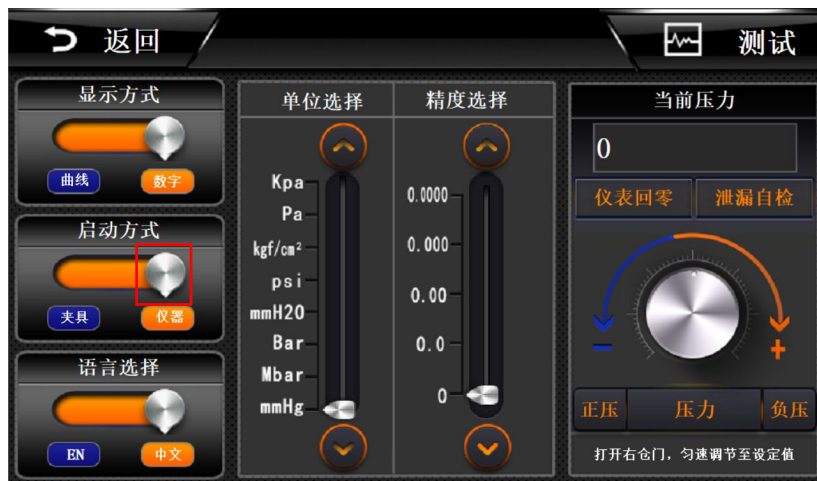 返回
测试
显示方式
曲线 数字
启动方式
夹具 仪器
语言选择
EN 中文
单位选择
Kpa
Pa
kgf/cm²
psi
mmH2O
Bar
Mbar
mmHg
精度选择
0.0000
0.000
0.00
0.0
0
当前压力
0
仪表回零 泄漏自检
- +
正压 压力 负压
打开右仓门，匀速调节至设定值